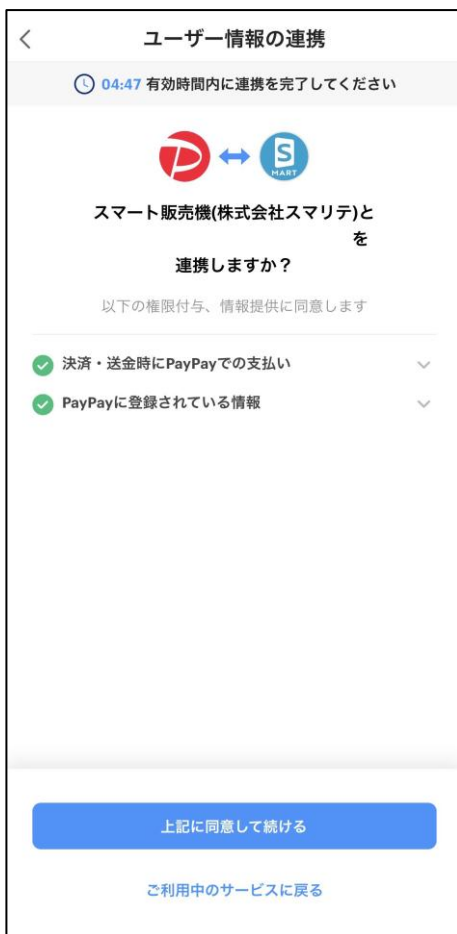 ユーザー情報の連携
04:47 有効時間内に連携を完了してください
S
MART
スマート販売機(株式会社スマリテ)と
を
連携しますか？
以下の権限付与、情報提供に同意します
決済・送金時にPayPayでの支払い
PayPayに登録されている情報
上記に同意して続ける
ご利用中のサービスに戻る